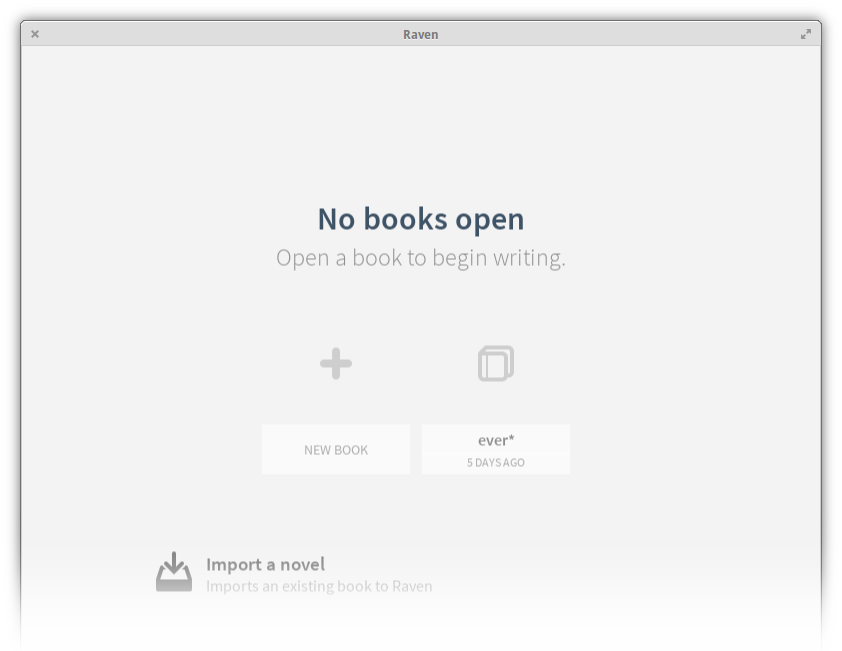 Raven
No books open
Open a book to begin writing.
NEW BOOK
ever*
5 DAYS AGO
Import a novel
Imports an existing book to Raven